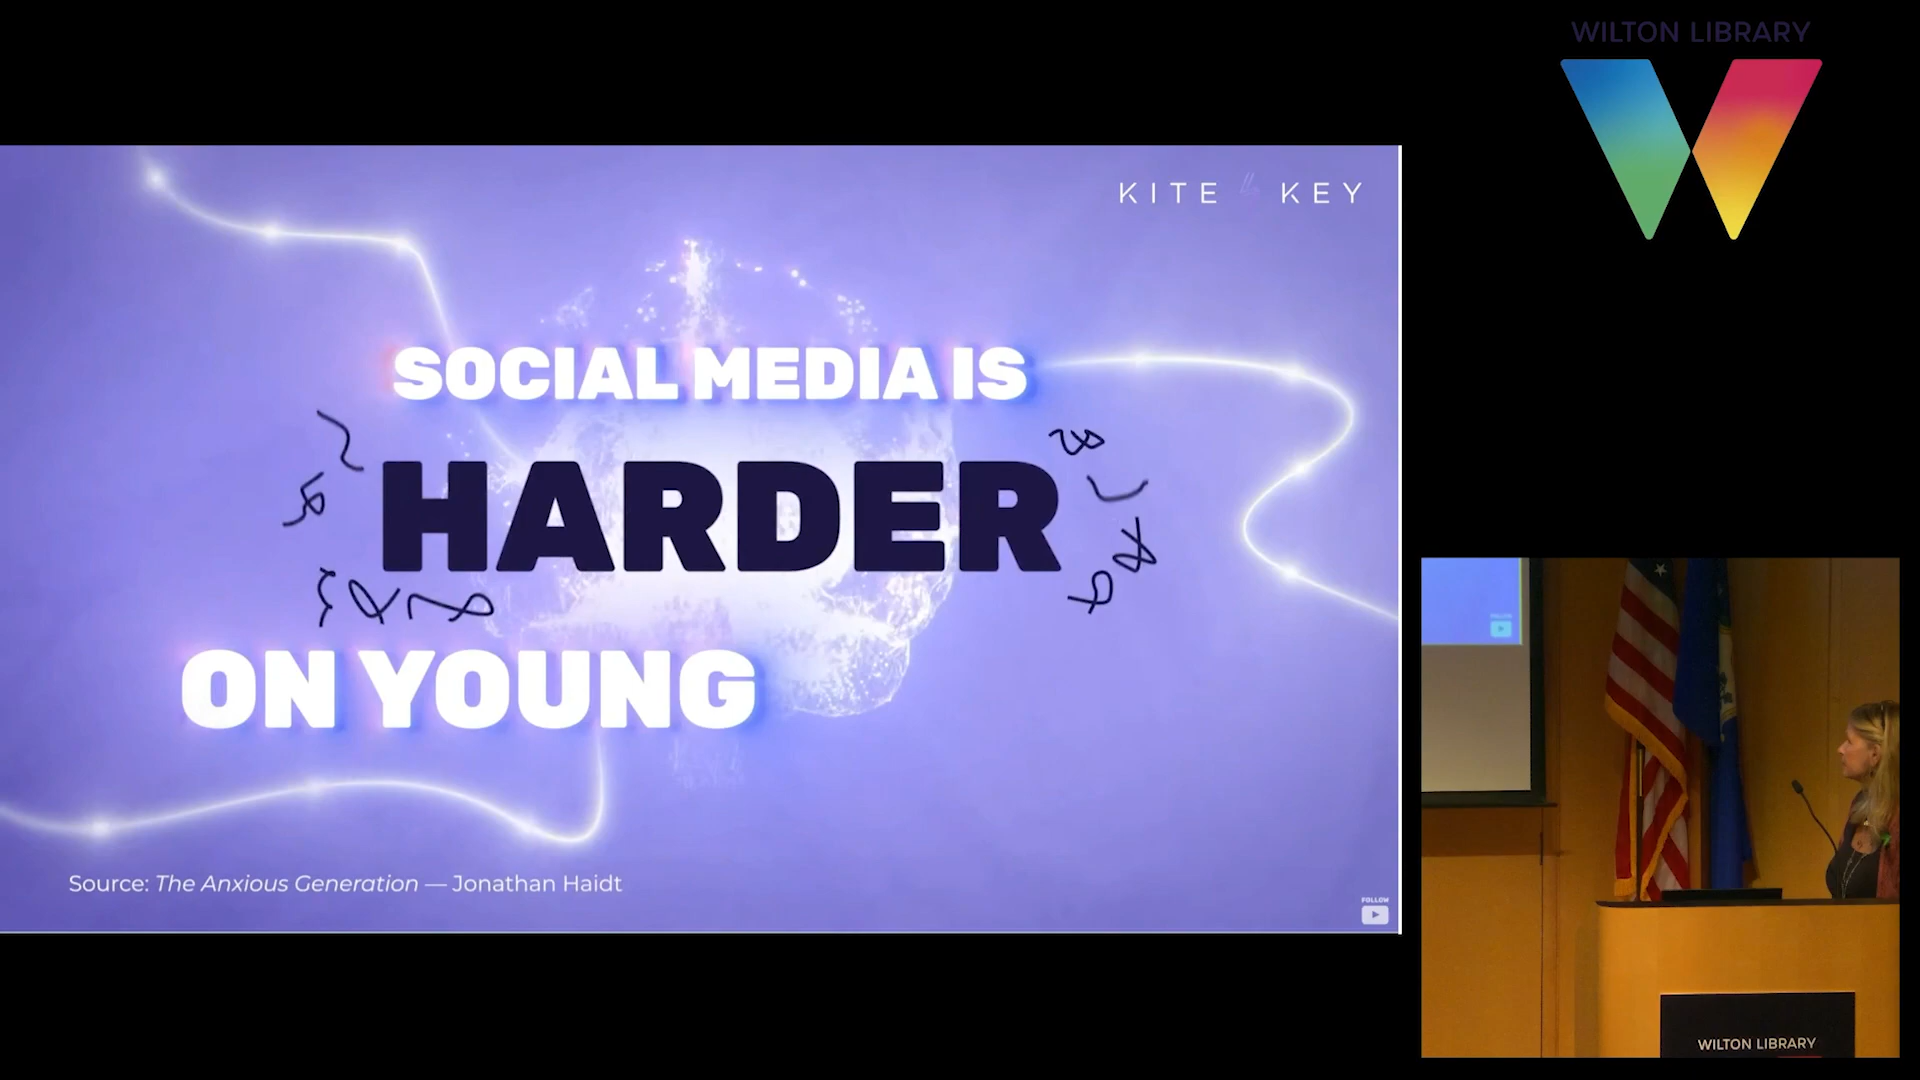 WILTON LIBRARY
KITE & KEY
SOCIAL MEDIA IS
HARDER
ON YOUNG
Source: The Anxious Generation — Jonathan Haidt
FOLLOW
WILTON LIBRARY